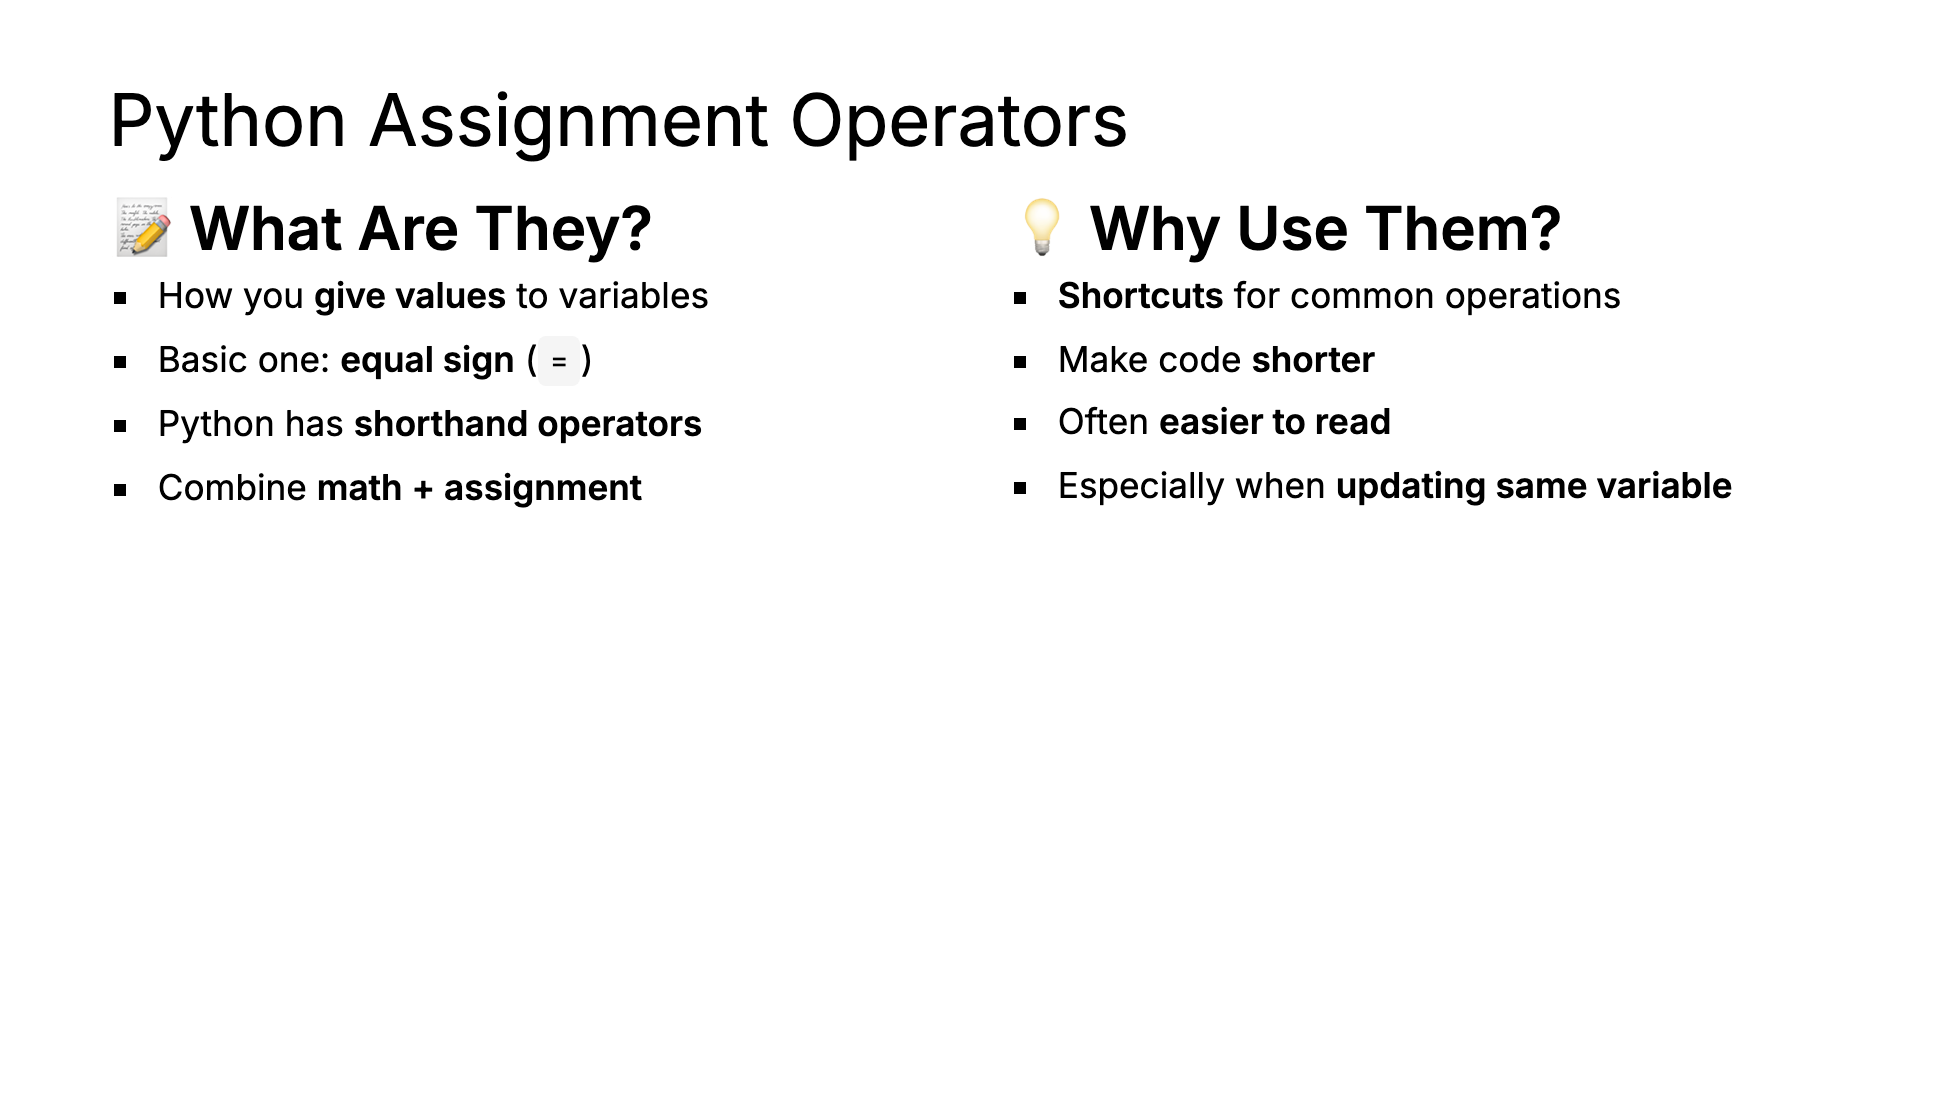 Python Assignment Operators
What Are They?
How you give values to variables
Basic one: equal sign ( = )
Python has shorthand operators
Combine math + assignment
Why Use Them?
Shortcuts for common operations
Make code shorter
Often easier to read
Especially when updating same variable